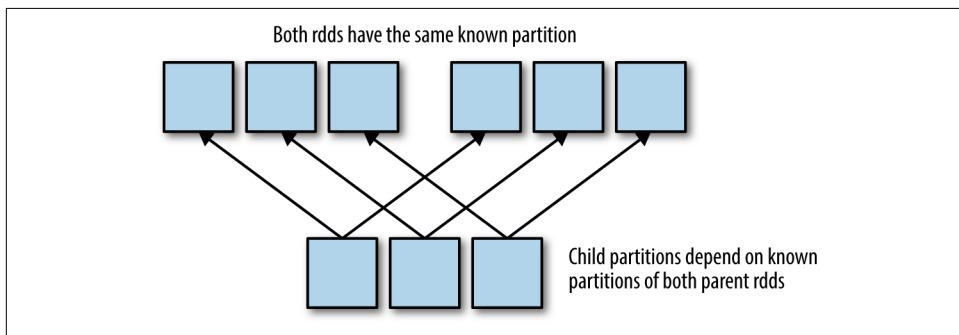 Both rdds have the same known partition
Child partitions depend on known
partitions of both parent rdds